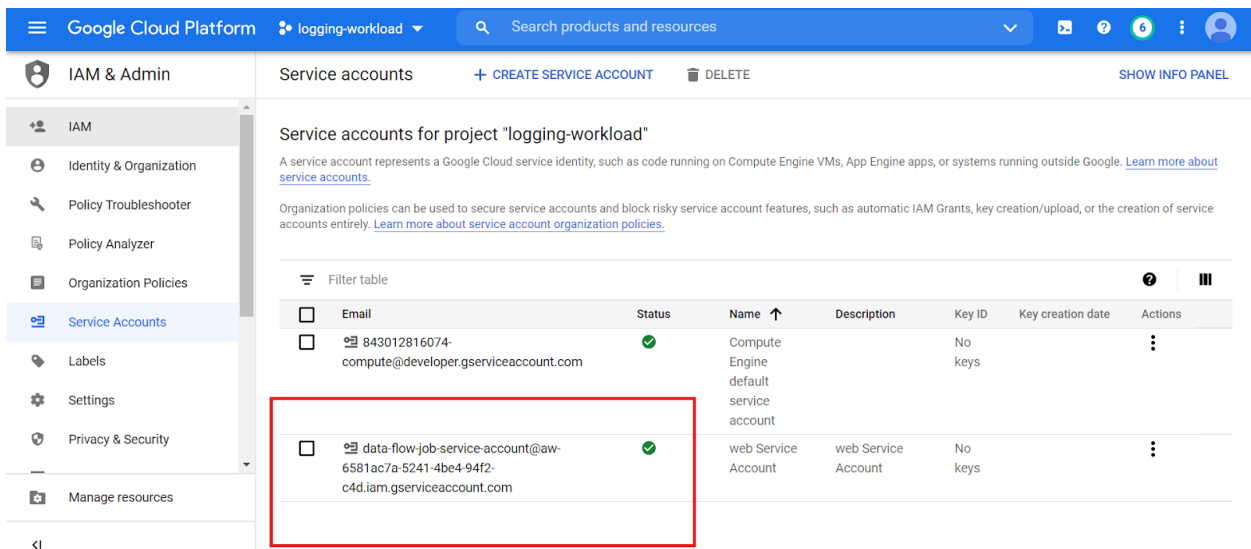 Google Cloud Platform
logging-workload
Search products and resources
6
IAM & Admin
Service accounts
+ CREATE SERVICE ACCOUNT
DELETE
SHOW INFO PANEL
IAM
Identity & Organization
Policy Troubleshooter
Policy Analyzer
Organization Policies
Service Accounts
Labels
Settings
Privacy & Security
Manage resources
Service accounts for project "logging-workload"
A service account represents a Google Cloud service identity, such as code running on Compute Engine VMs, App Engine apps, or systems running outside Google. Learn more about
service accounts.
Organization policies can be used to secure service accounts and block risky service account features, such as automatic IAM Grants, key creation/upload, or the creation of service
accounts entirely. Learn more about service account organization policies.
Filter table
Email Status Name Description Key ID Key creation date Actions
843012816074-
compute@developer.gserviceaccount.com
Compute
Engine
default
service
account
No
keys
data-flow-job-service-account@aw-
6581ac7a-5241-4be4-94f2-
c4d.iam.gserviceaccount.com
web Service
Account
web Service
Account
No
keys